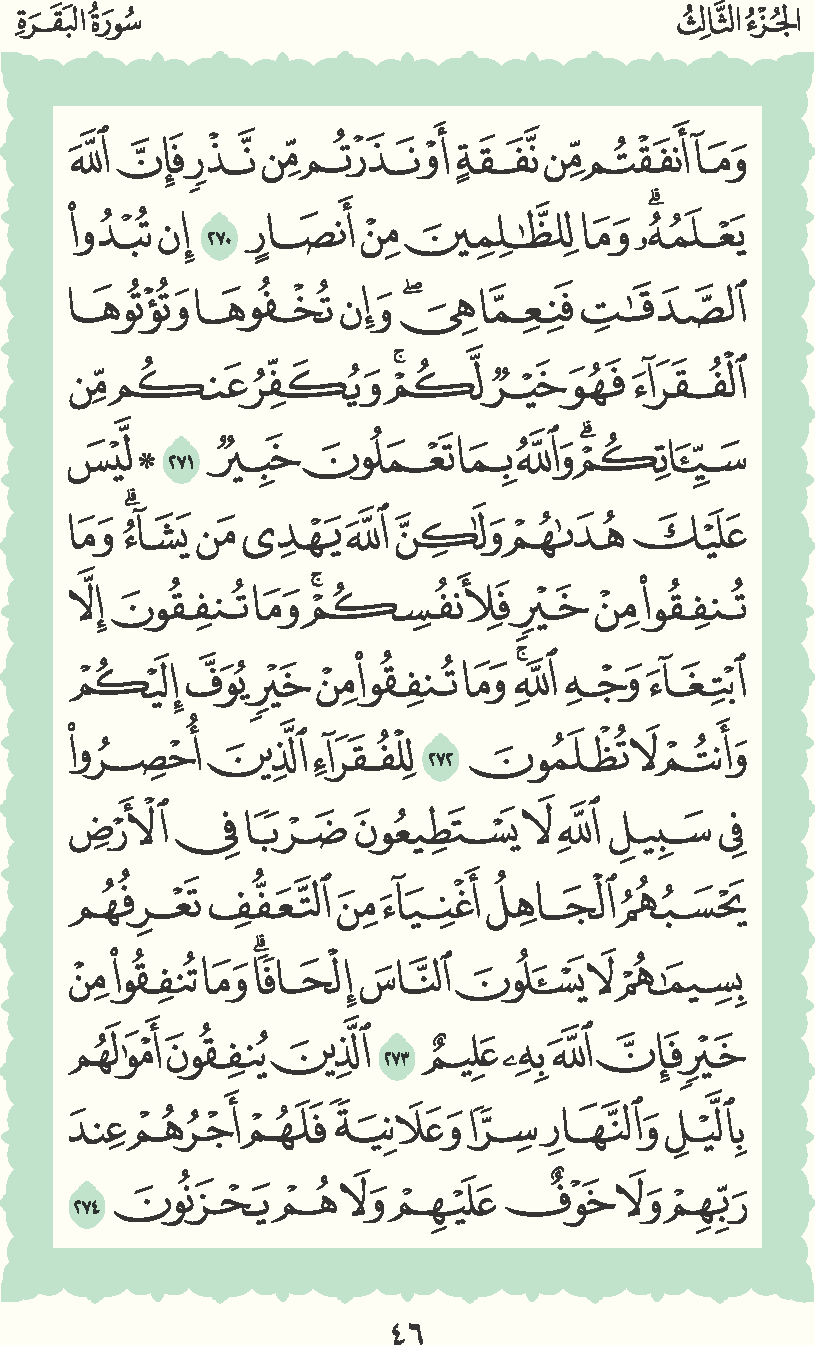 الجُزْءُ الثَّالِثُ سُورَةُ البَقَرَةِ
وَمَآ أَنفَقْتُم مِّن نَّفَقَةٍ أَوْ نَذَرْتُم مِّن نَّذْرٍ فَإِنَّ ٱللَّهَ
يَعْلَمُهُۥۗ وَمَا لِلظَّٰلِمِينَ مِنْ أَنصَارٍ ٢٧٠ إِن تُبْدُوا۟
ٱلصَّدَقَٰتِ فَنِعِمَّا هِىَۖ وَإِن تُخْفُوهَا وَتُؤْتُوهَا
ٱلْفُقَرَآءَ فَهُوَ خَيْرٌ لَّكُمْۚ وَيُكَفِّرُ عَنكُم مِّن
سَيِّـَٔاتِكُمْۗ وَٱللَّهُ بِمَا تَعْمَلُونَ خَبِيرٌ ٢٧١ * لَّيْسَ
عَلَيْكَ هُدَىٰهُمْ وَلَٰكِنَّ ٱللَّهَ يَهْدِى مَن يَشَآءُۗ وَمَا
تُنفِقُوا۟ مِنْ خَيْرٍ فَلِأَنفُسِكُمْۚ وَمَا تُنفِقُونَ إِلَّا
ٱبْتِغَآءَ وَجْهِ ٱللَّهِۚ وَمَا تُنفِقُوا۟ مِنْ خَيْرٍ يُوَفَّ إِلَيْكُمْ
وَأَنتُمْ لَا تُظْلَمُونَ ٢٧٢ لِلْفُقَرَآءِ ٱلَّذِينَ أُحْصِرُوا۟
فِى سَبِيلِ ٱللَّهِ لَا يَسْتَطِيعُونَ ضَرْبًا فِى ٱلْأَرْضِ
يَحْسَبُهُمُ ٱلْجَاهِلُ أَغْنِيَآءَ مِنَ ٱلتَّعَفُّفِ تَعْرِفُهُم
بِسِيمَٰهُمْ لَا يَسْـَٔلُونَ ٱلنَّاسَ إِلْحَافًاۗ وَمَا تُنفِقُوا۟ مِنْ
خَيْرٍ فَإِنَّ ٱللَّهَ بِهِۦ عَلِيمٌ ٢٧٣ ٱلَّذِينَ يُنفِقُونَ أَمْوَٰلَهُم
بِٱلَّيْلِ وَٱلنَّهَارِ سِرًّا وَعَلَانِيَةً فَلَهُمْ أَجْرُهُمْ عِندَ
رَبِّهِمْ وَلَا خَوْفٌ عَلَيْهِمْ وَلَا هُمْ يَحْزَنُونَ ٢٧٤
٤٦